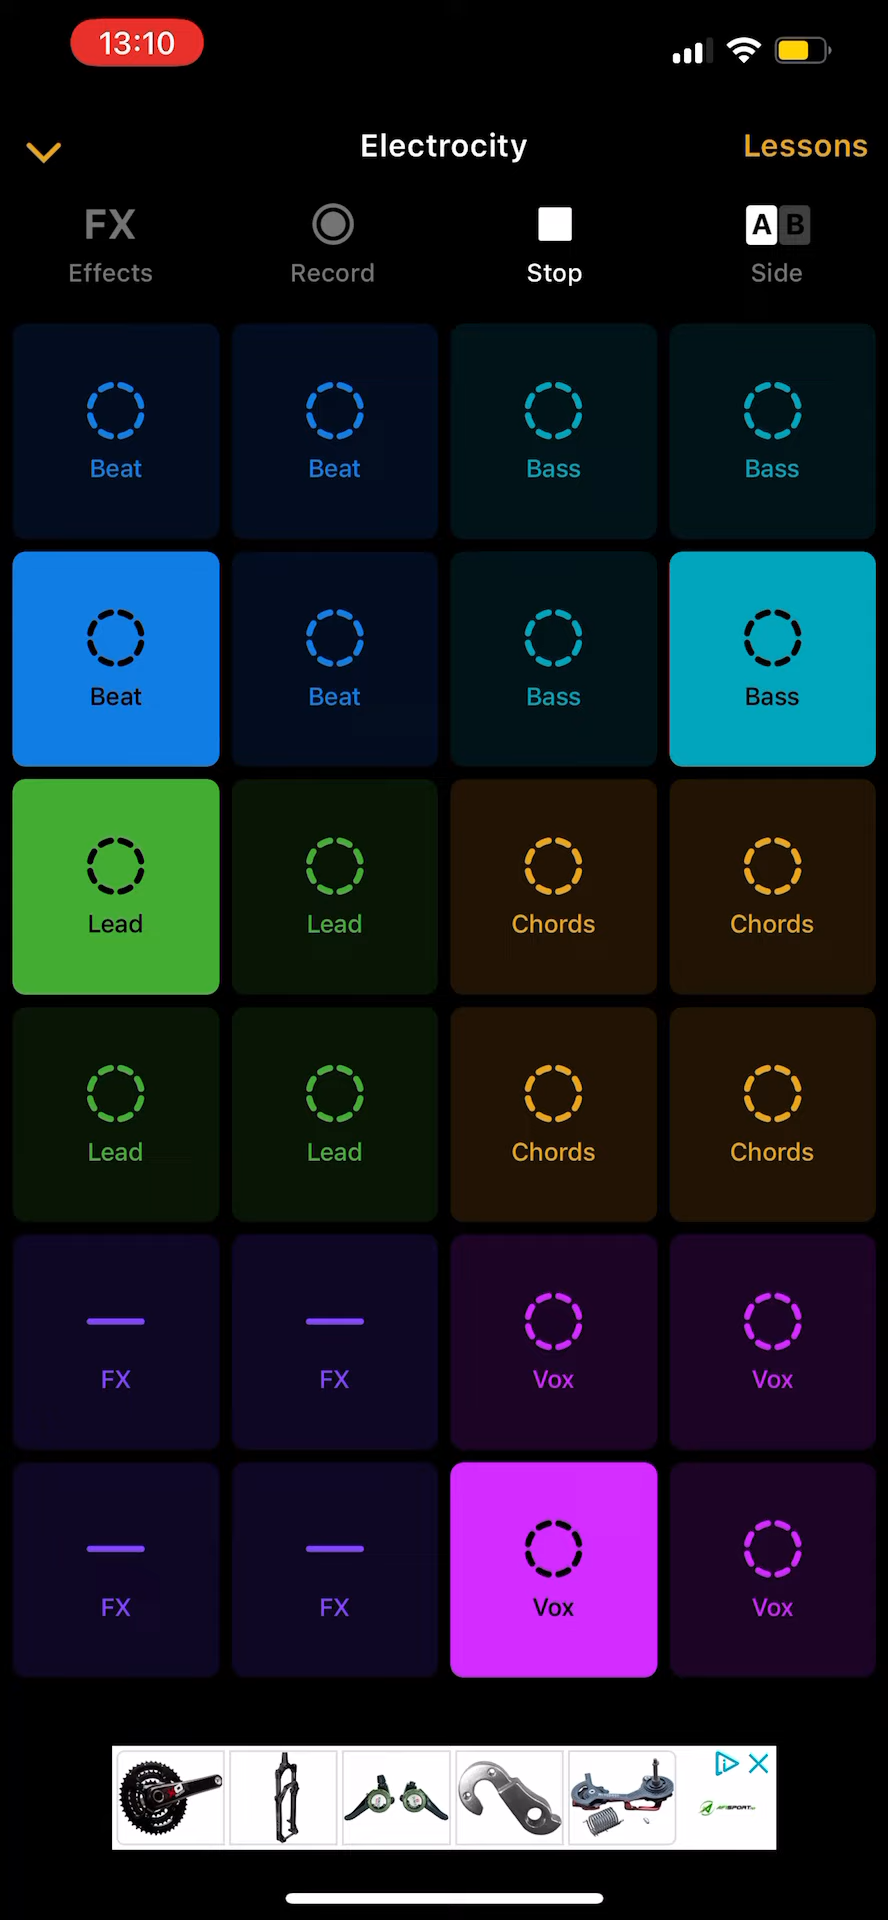 13:10
Electrocity
Lessons
FX
A B
Effects
Record
Stop
Side
Beat
Beat
Bass
Bass
Beat
Beat
Bass
Bass
Lead
Lead
Chords
Chords
Lead
Lead
Chords
Chords
FX
FX
Vox
Vox
FX
FX
Vox
Vox